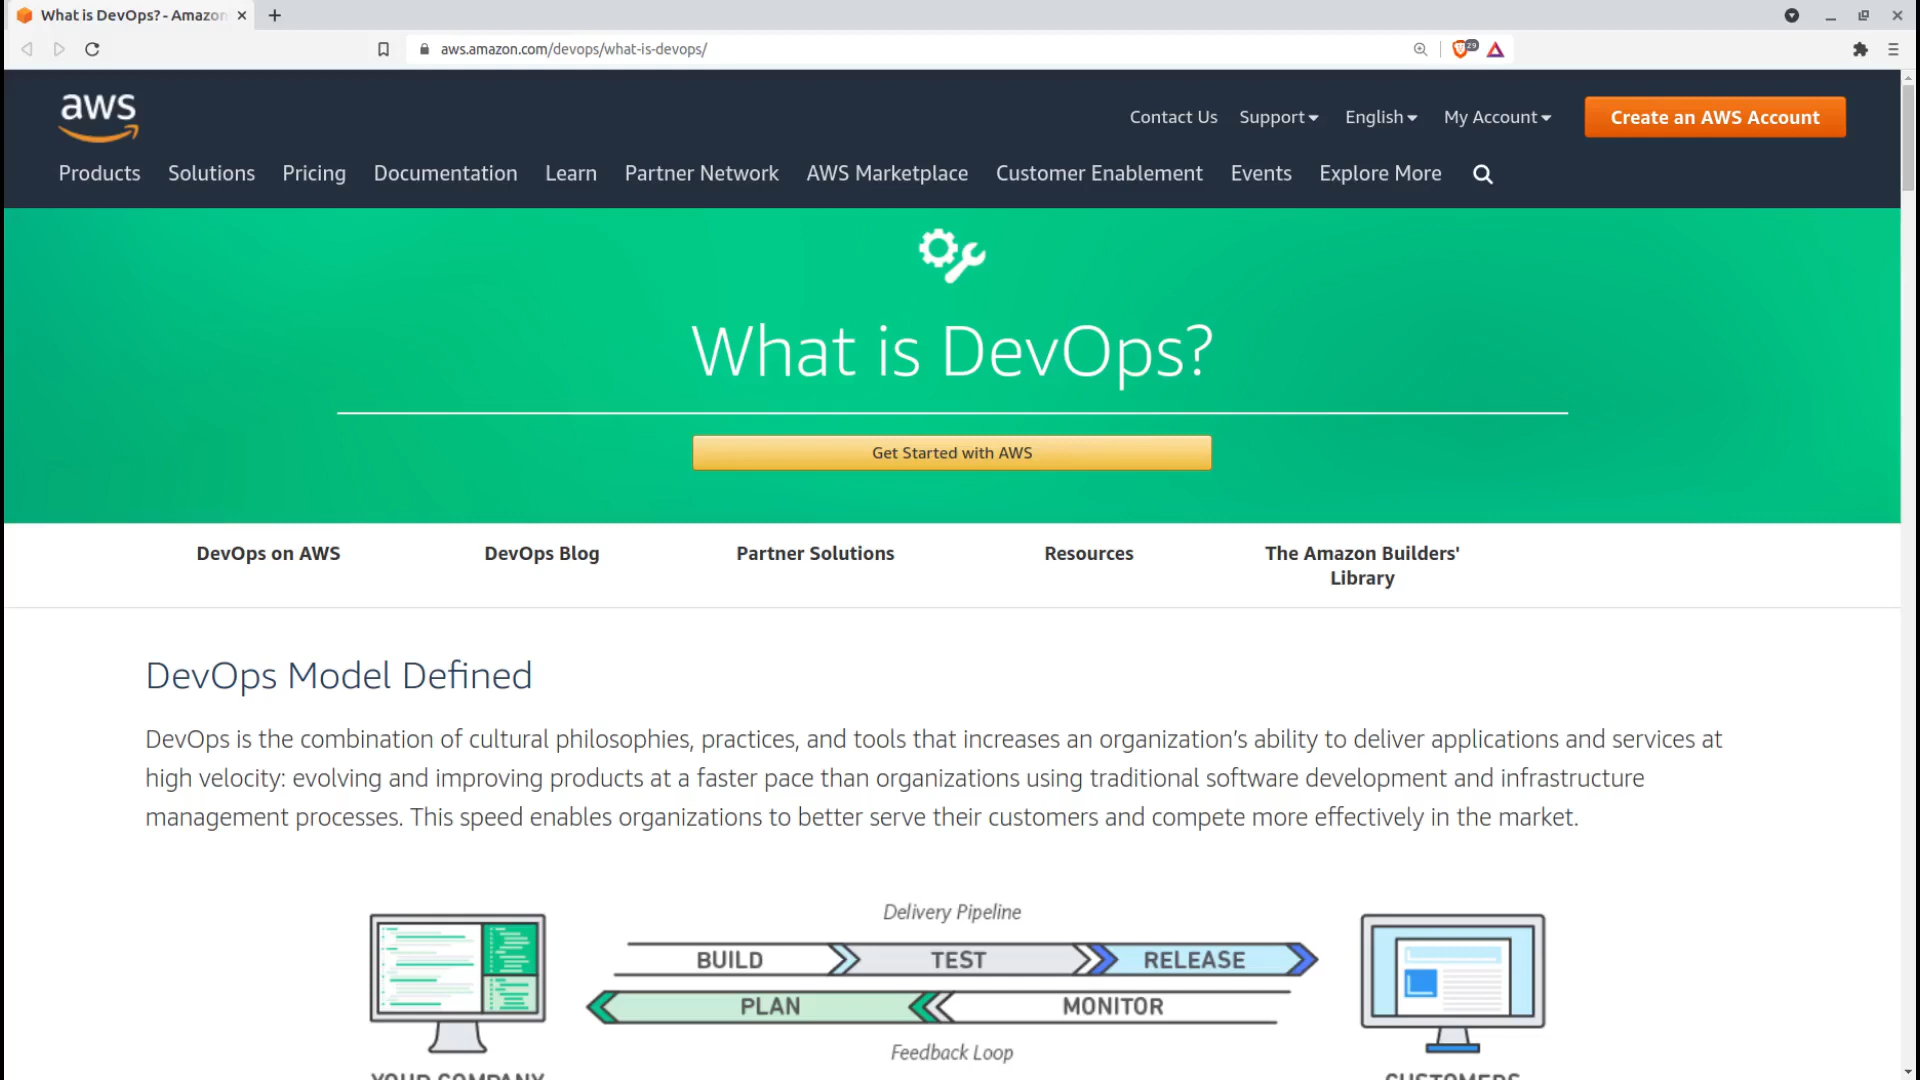 What is DevOps? - Amazon
aws.amazon.com/devops/what-is-devops/
29
aws
Contact Us Support English My Account Create an AWS Account
Products Solutions Pricing Documentation Learn Partner Network AWS Marketplace Customer Enablement Events Explore More
What is DevOps?
Get Started with AWS
DevOps on AWS DevOps Blog Partner Solutions Resources The Amazon Builders'
Library
DevOps Model Defined
DevOps is the combination of cultural philosophies, practices, and tools that increases an organization’s ability to deliver applications and services at
high velocity: evolving and improving products at a faster pace than organizations using traditional software development and infrastructure
management processes. This speed enables organizations to better serve their customers and compete more effectively in the market.
Delivery Pipeline
BUILD TEST RELEASE
PLAN MONITOR
Feedback Loop
YOUR COMPANY CUSTOMERS